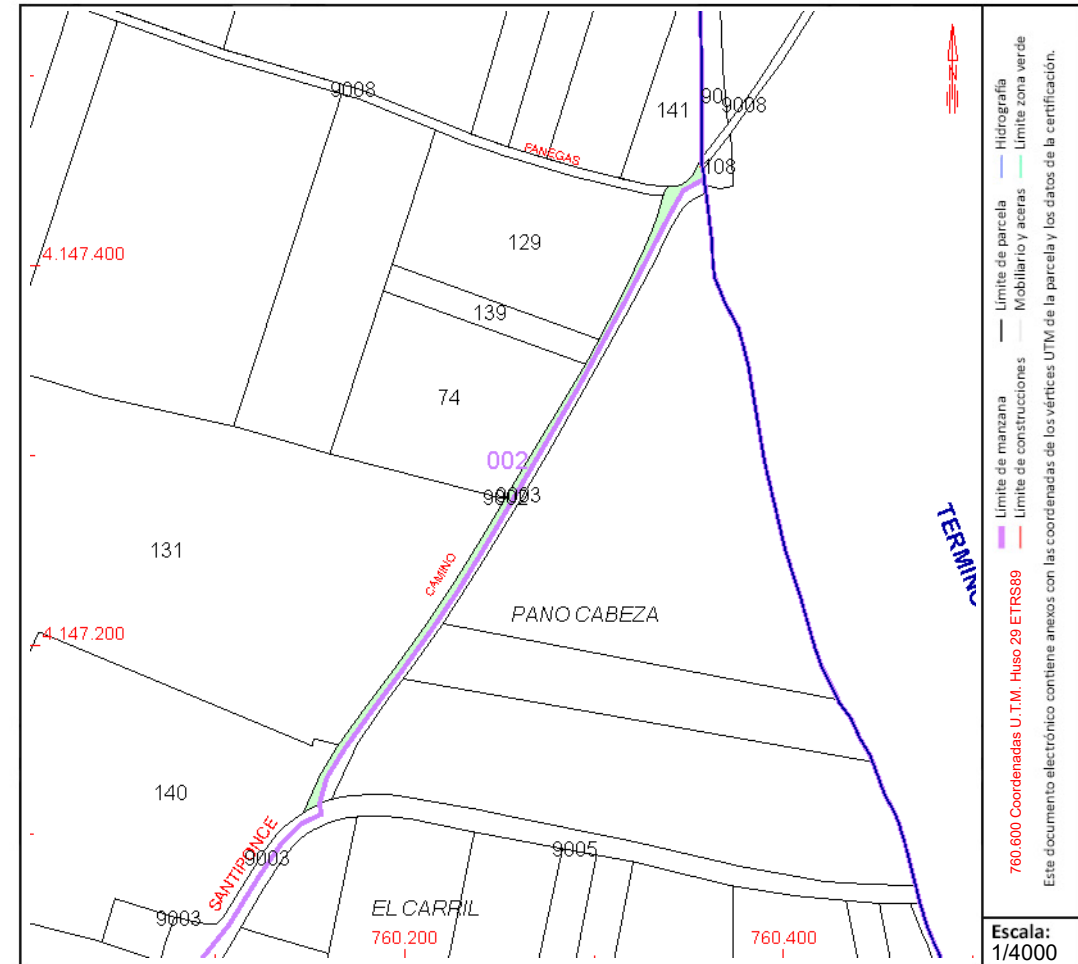 9008
FANEGAS
141
90
9008
108
129
4.147.400
139
74
002
9003
131
CAMINO
TERMINO
PANO CABEZA
4.147.200
140
SANTIPONCE
9003
9005
9003
EL CARRIL
760.200
760.400
Límite de manzana
Límite de parcela
Hidrografía
760.600 Coordenadas U.T.M. Huso 29 ETRS89
Límite de construcciones
Mobiliario y aceras
Límite zona verde
Este documento electrónico contiene anexos con las coordenadas de los vértices UTM de la parcela y los datos de la certificación.
Escala:
1/4000